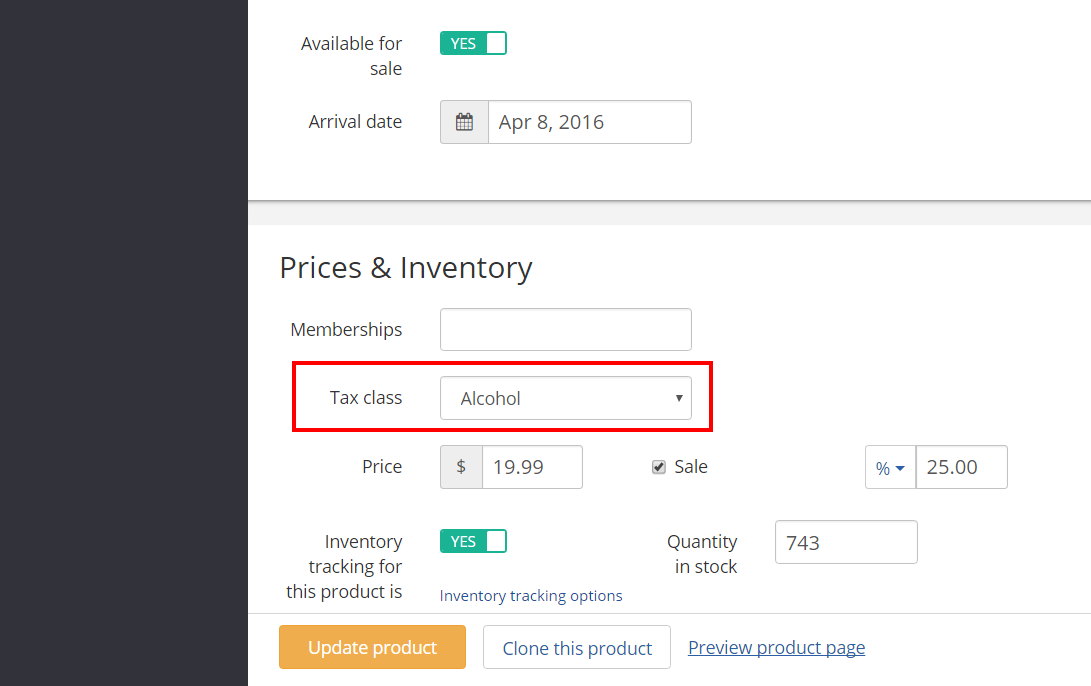 Available for
sale
YES
Arrival date
Apr 8, 2016
Prices & Inventory
Memberships
Tax class
Alcohol
Price
$
19.99
Sale
%
25.00
Inventory
tracking for
this product is
YES
Inventory tracking options
Quantity
in stock
743
Update product
Clone this product
Preview product page